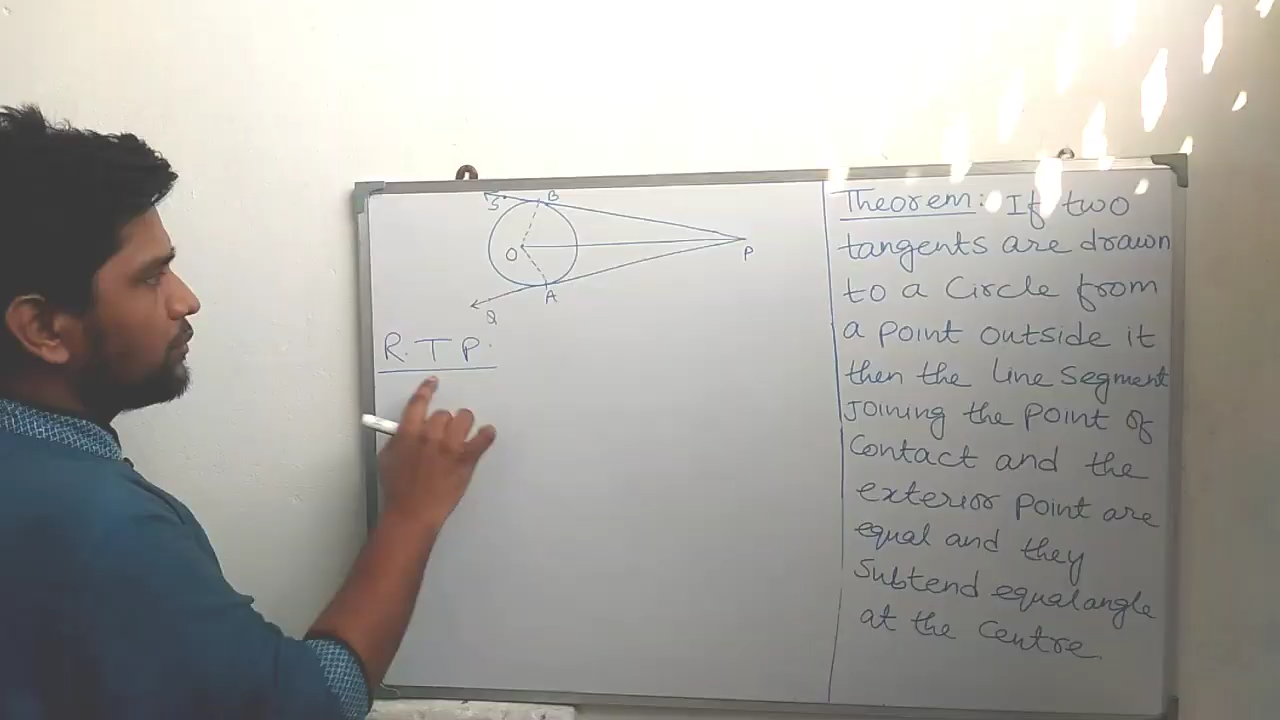 S B
O P
A
Q
R.T P.
Theorem: If two
tangents are drawn
to a Circle from
a point outside it
then the line segment
Joining the point of
Contact and the
exterior point are
equal and they
Subtend equal angle
at the Centre.